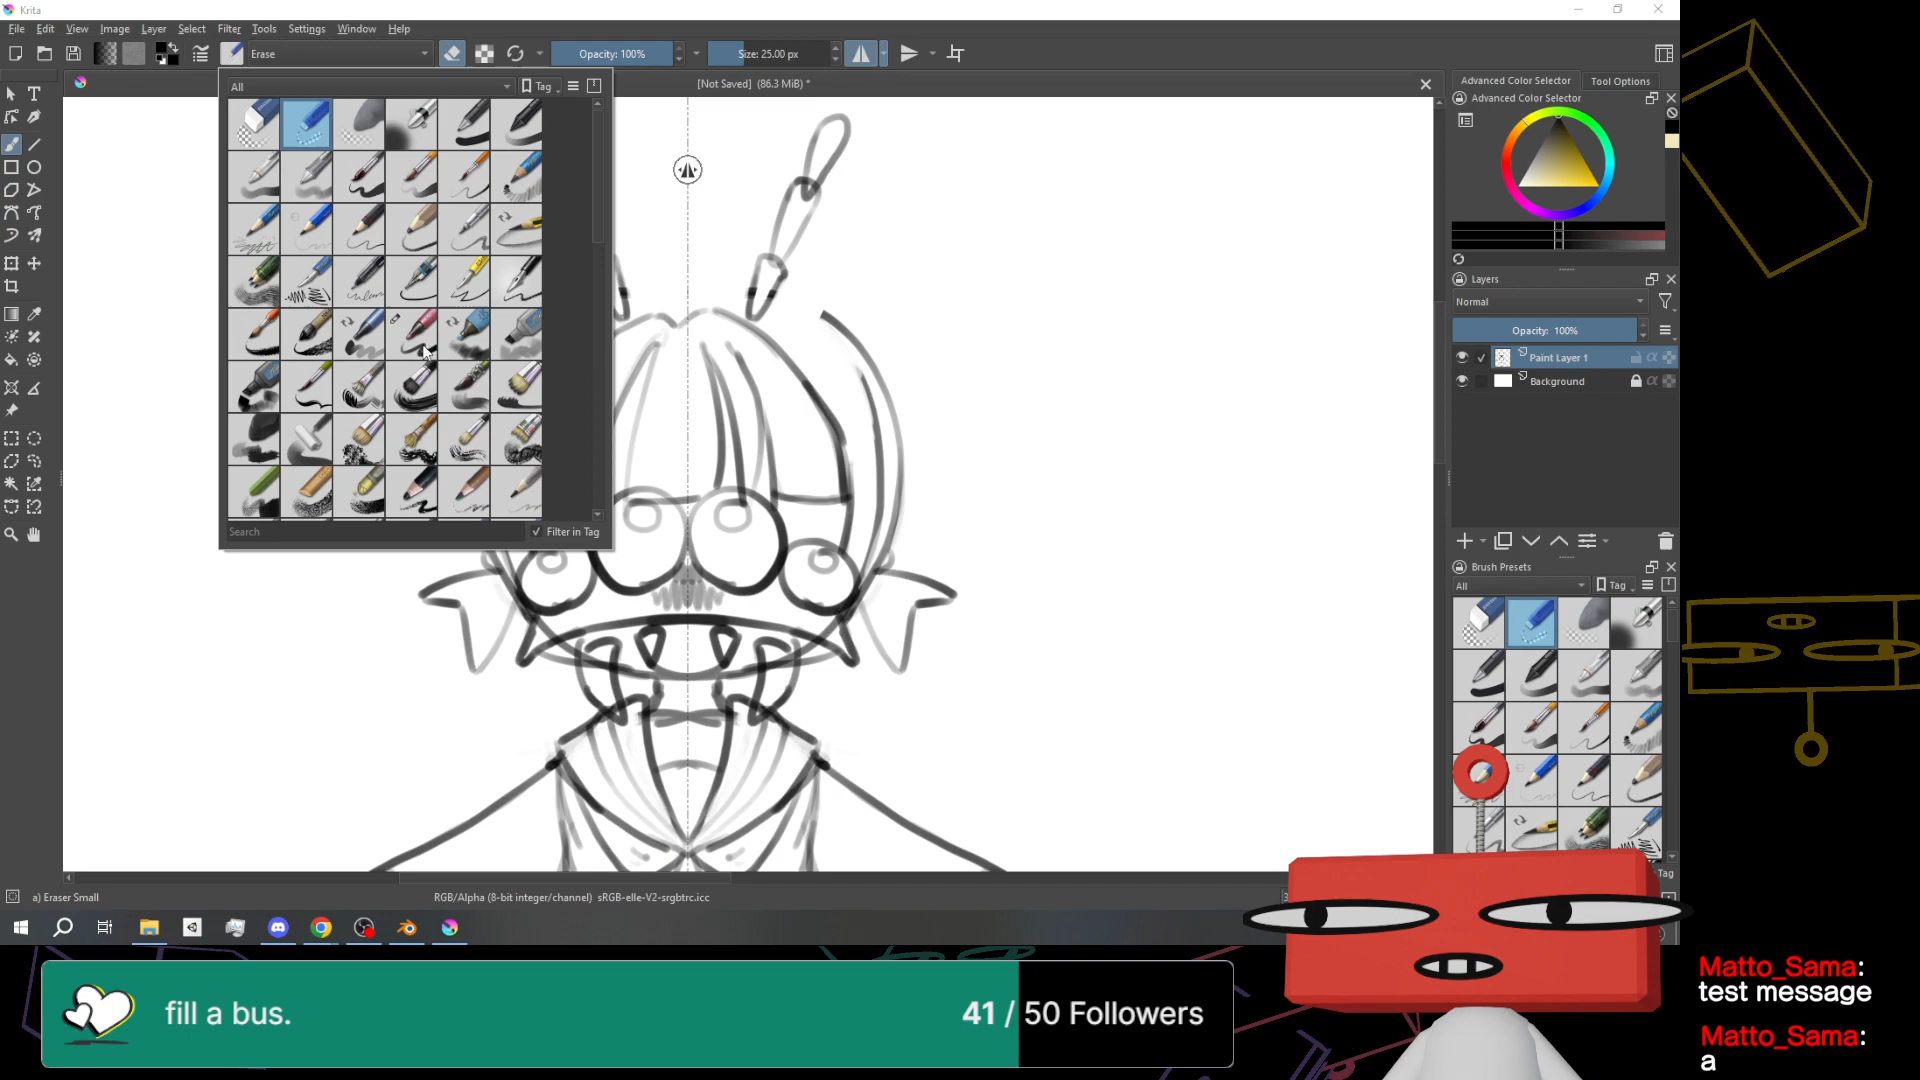 Krita
File Edit View Image Layer Select Filter Tools Settings Window Help
Erase
Opacity: 100%
Size: 25.00 px
All
Tag
[Not Saved] (86.3 MiB) *
Advanced Color Selector
Tool Options
Advanced Color Selector
Layers
Normal
Opacity: 100%
Paint Layer 1
Background
Search
Filter in Tag
Brush Presets
All
Tag
Tag
a) Eraser Small
RGB/Alpha (8-bit integer/channel) sRGB-elle-V2-srgbtrc.icc
fill a bus.
41 / 50 Followers
Matto_Sama:
test message
Matto_Sama:
a